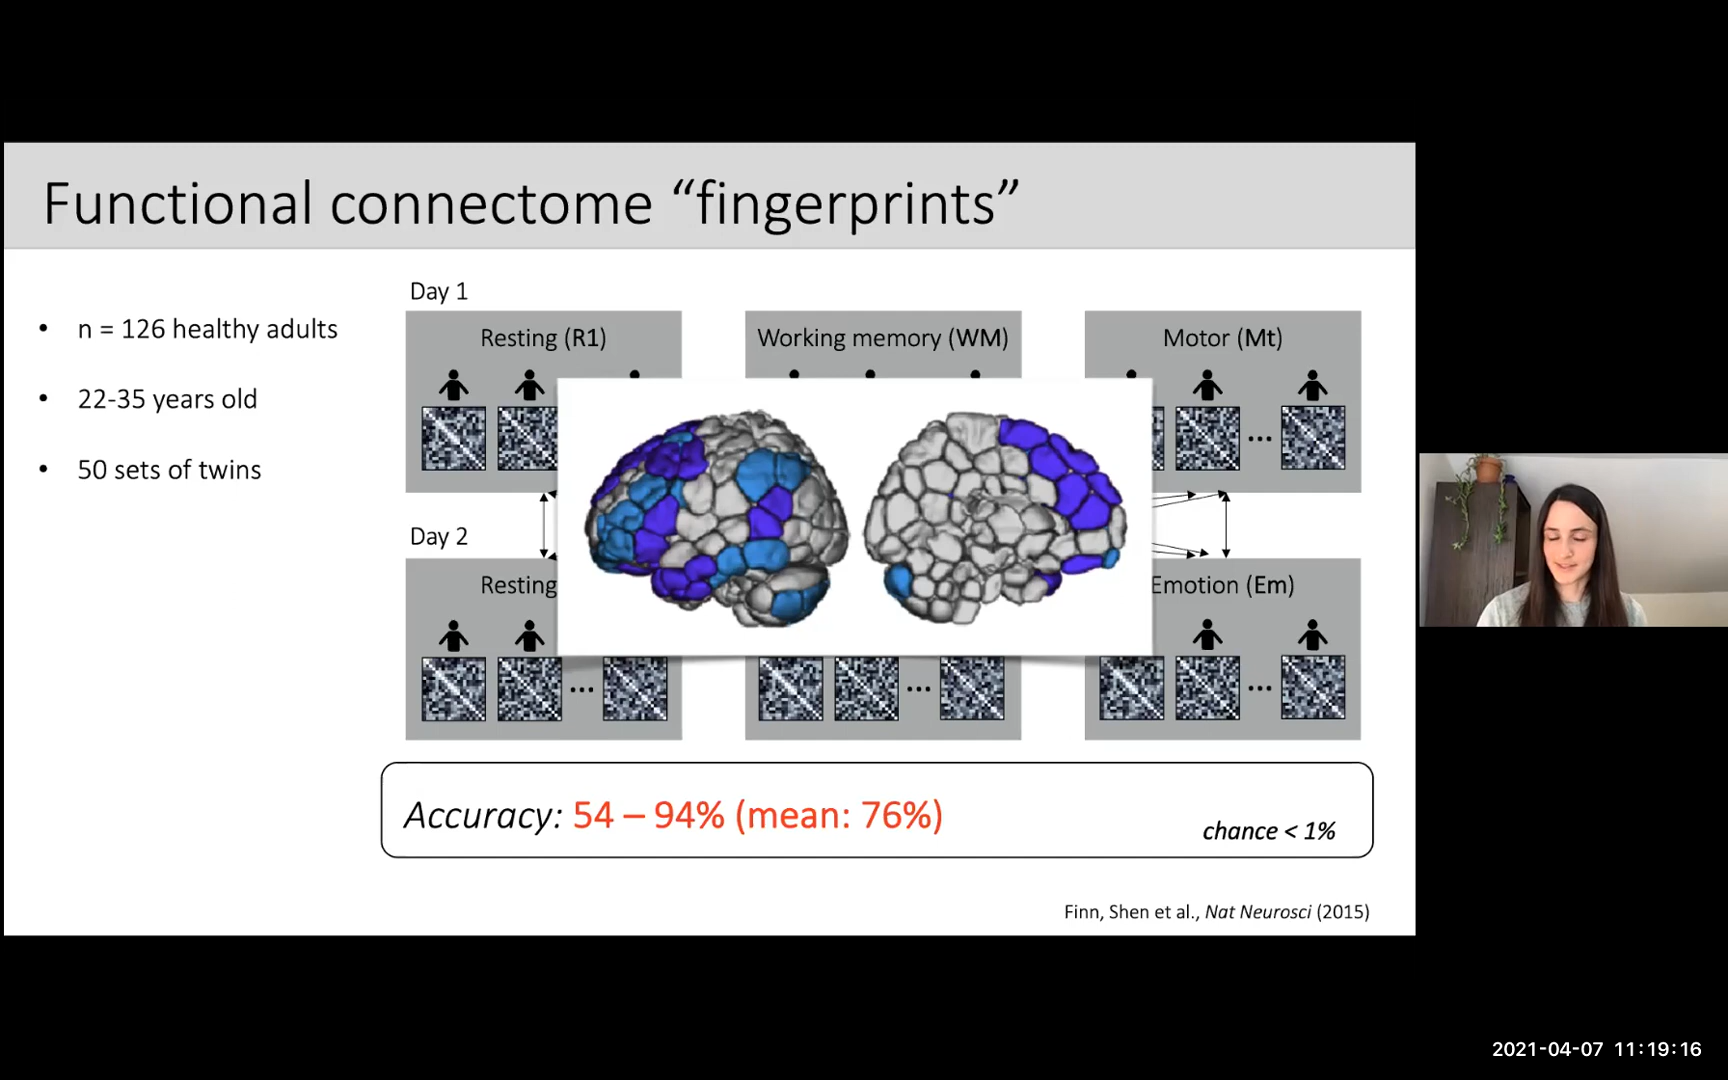 Functional connectome “fingerprints”
• n = 126 healthy adults
• 22-35 years old
• 50 sets of twins
Day 1
Resting (R1)
Working memory (WM)
Motor (Mt)
...
Day 2
Resting
Emotion (Em)
...
...
...
Accuracy: 54 – 94% (mean: 76%)
chance < 1%
Finn, Shen et al., Nat Neurosci (2015)
2021-04-07 11:19:16